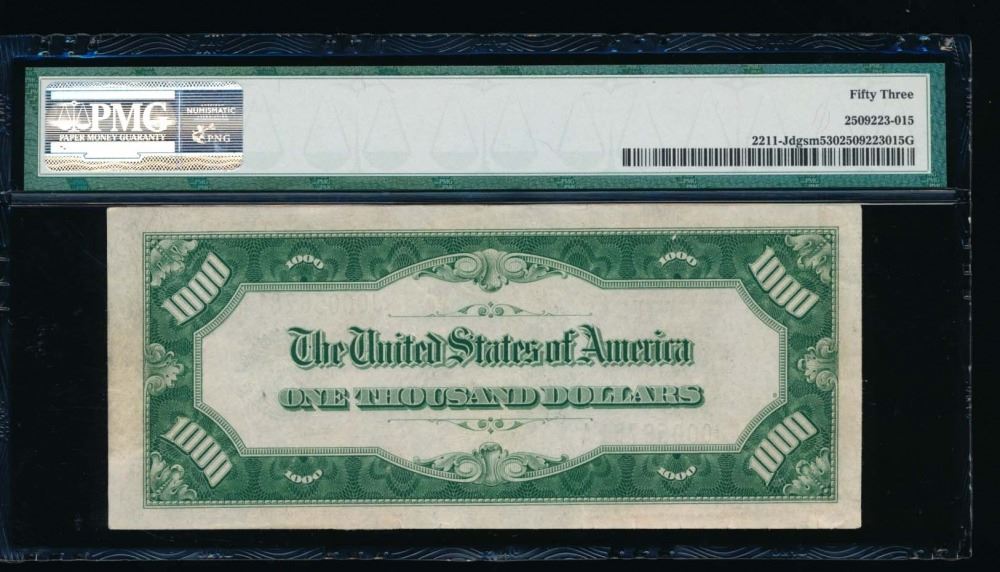 PMG
PAPER MONEY GUARANTY
NUMISMATIC
PNG
Fifty Three
2509223-015
2211-Jdgsm5302509223015G
1000 1000 1000 1000
The United States of America
ONE THOUSAND DOLLARS
1000 1000 1000 1000